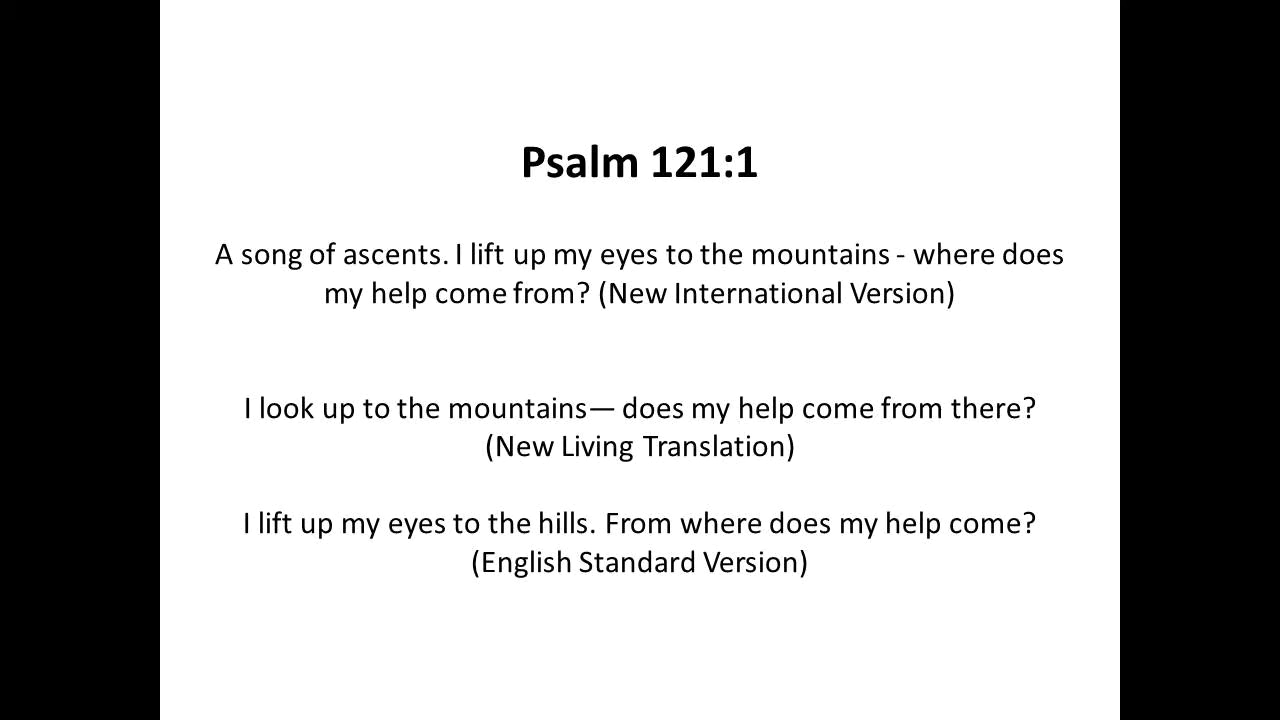 Psalm 121:1
A song of ascents. I lift up my eyes to the mountains - where does
my help come from? (New International Version)
I look up to the mountains— does my help come from there?
(New Living Translation)
I lift up my eyes to the hills. From where does my help come?
(English Standard Version)